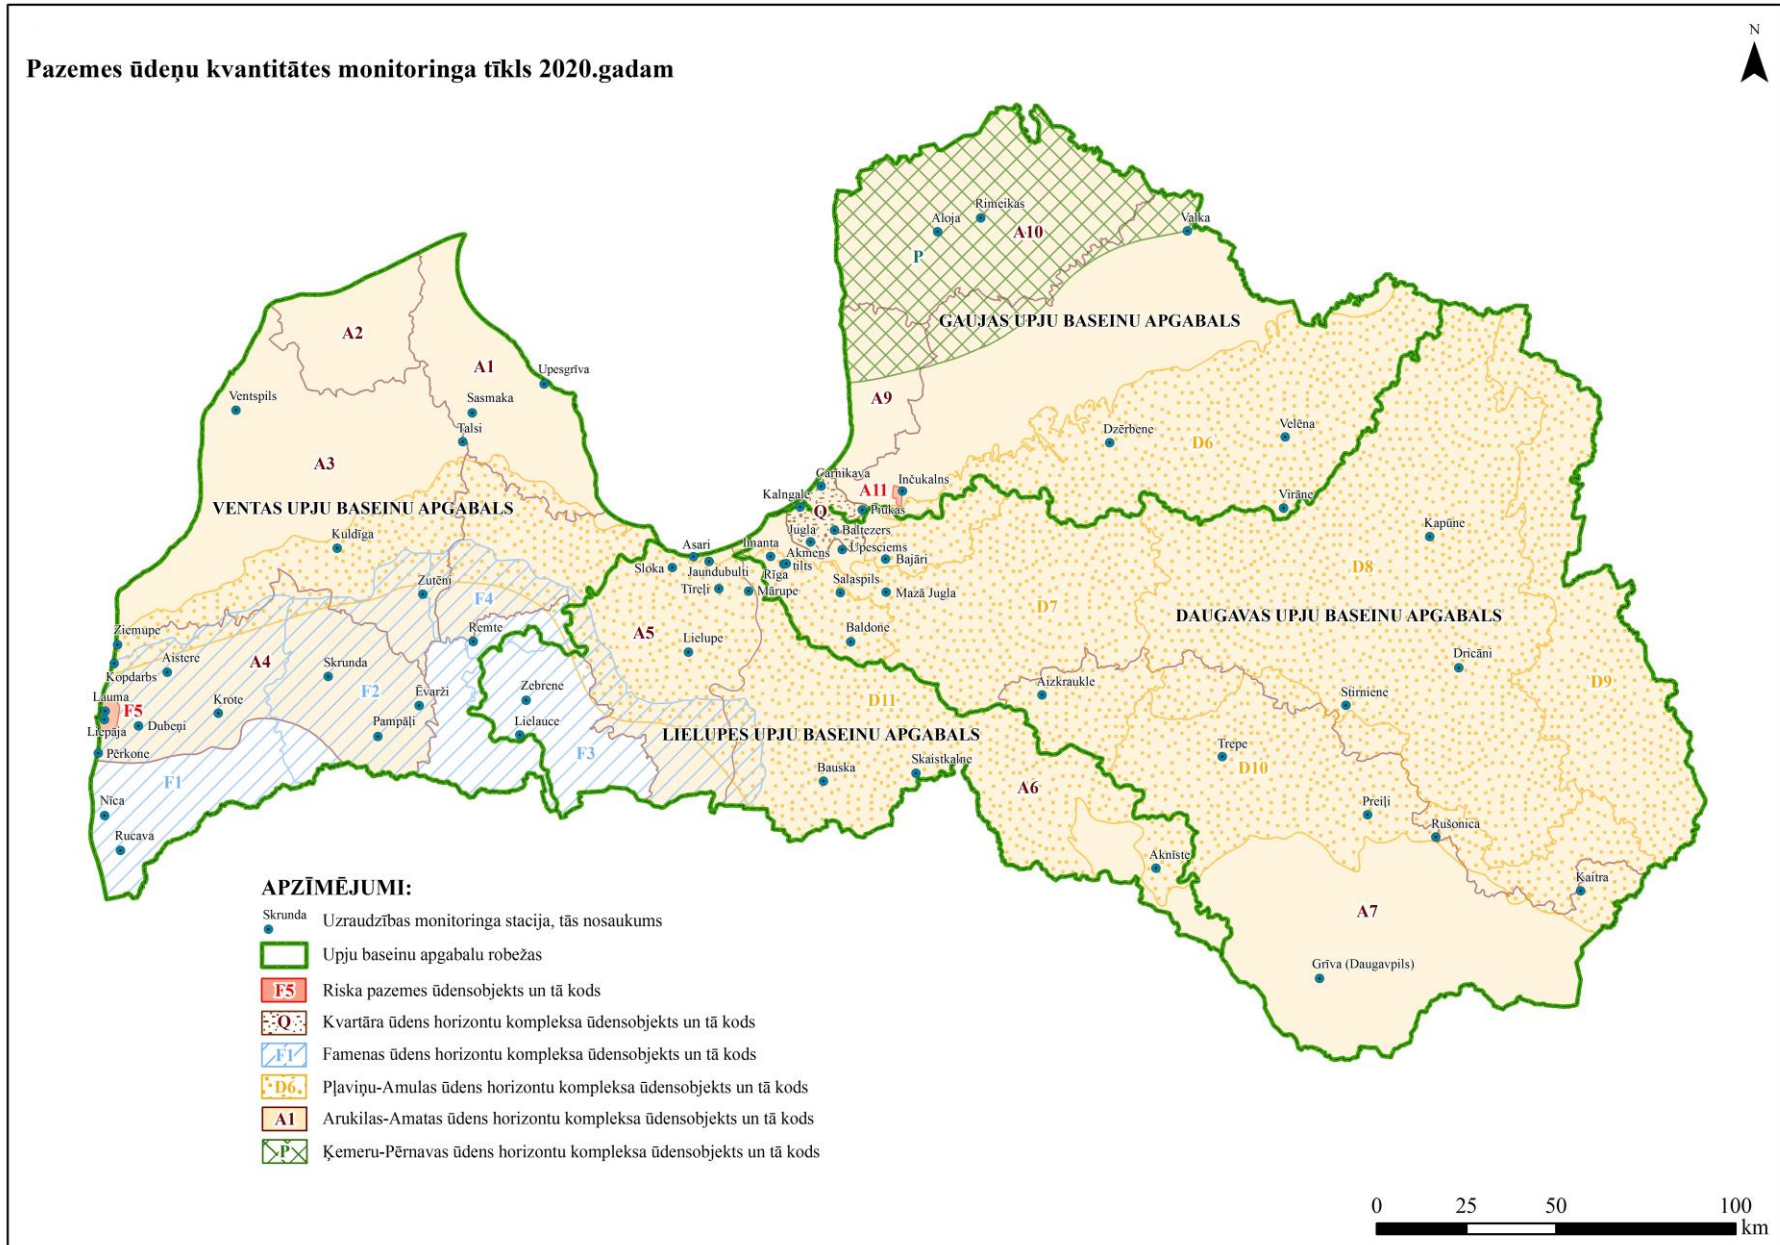 N
Pazemes ūdeņu kvantitātes monitoringa tīkls 2020.gadam
Rimeikas
Aloja
Valka
A10
P
GAUJAS UPJU BASEINU APGABALS
A2
A1
Upesgrīva
Ventspils
Sasmaka
A9
Talsi
Dzērbene
Velēna
D6
A3
Carnikava
Inčukalns
Kalngale
A11
VENTAS UPJU BASEINU APGABALS
Q
Piukas
Virāne
Kapūne
Jugla
Baltezers
Kuldīga
Asari
Imanta
Akmens
tilts
Upesciems
Bajāri
Sloka
Jaundubulti
Rīga
D8
Zutēni
Tīreļi
Mārupe
Salaspils
Mazā Jugla
F4
D7
DAUGAVAS UPJU BASEINU APGABALS
Ziemupe
Remte
A5
Lielupe
Baldone
Aistere
A4
Skrunda
Dricāni
Kopdarbs
Aizkraukle
D9
Lauma
F5
Krote
F2
Ēvarži
Zebrene
D11
Stirniene
Liepāja
Dubeņi
Pampāļi
Lielauce
LIELUPES UPJU BASEINU APGABALS
Pērkone
F3
Trepe
D10
F1
Bauska
Skaistkalne
A6
Nīca
Preiļi
Rucava
Rušonica
Aknīste
Kaitra
A7
Grīva (Daugavpils)
APZĪMĒJUMI:
Skrunda Uzraudzības monitoringa stacija, tās nosaukums
Upju baseinu apgabalu robežas
F5 Riska pazemes ūdensobjekts un tā kods
Q Kvartāra ūdens horizontu kompleksa ūdensobjekts un tā kods
F1 Famenas ūdens horizontu kompleksa ūdensobjekts un tā kods
D6 Pļaviņu-Amulas ūdens horizontu kompleksa ūdensobjekts un tā kods
A1 Arukilas-Amatas ūdens horizontu kompleksa ūdensobjekts un tā kods
P Ķemeru-Pērnavas ūdens horizontu kompleksa ūdensobjekts un tā kods
0 25 50 100
km